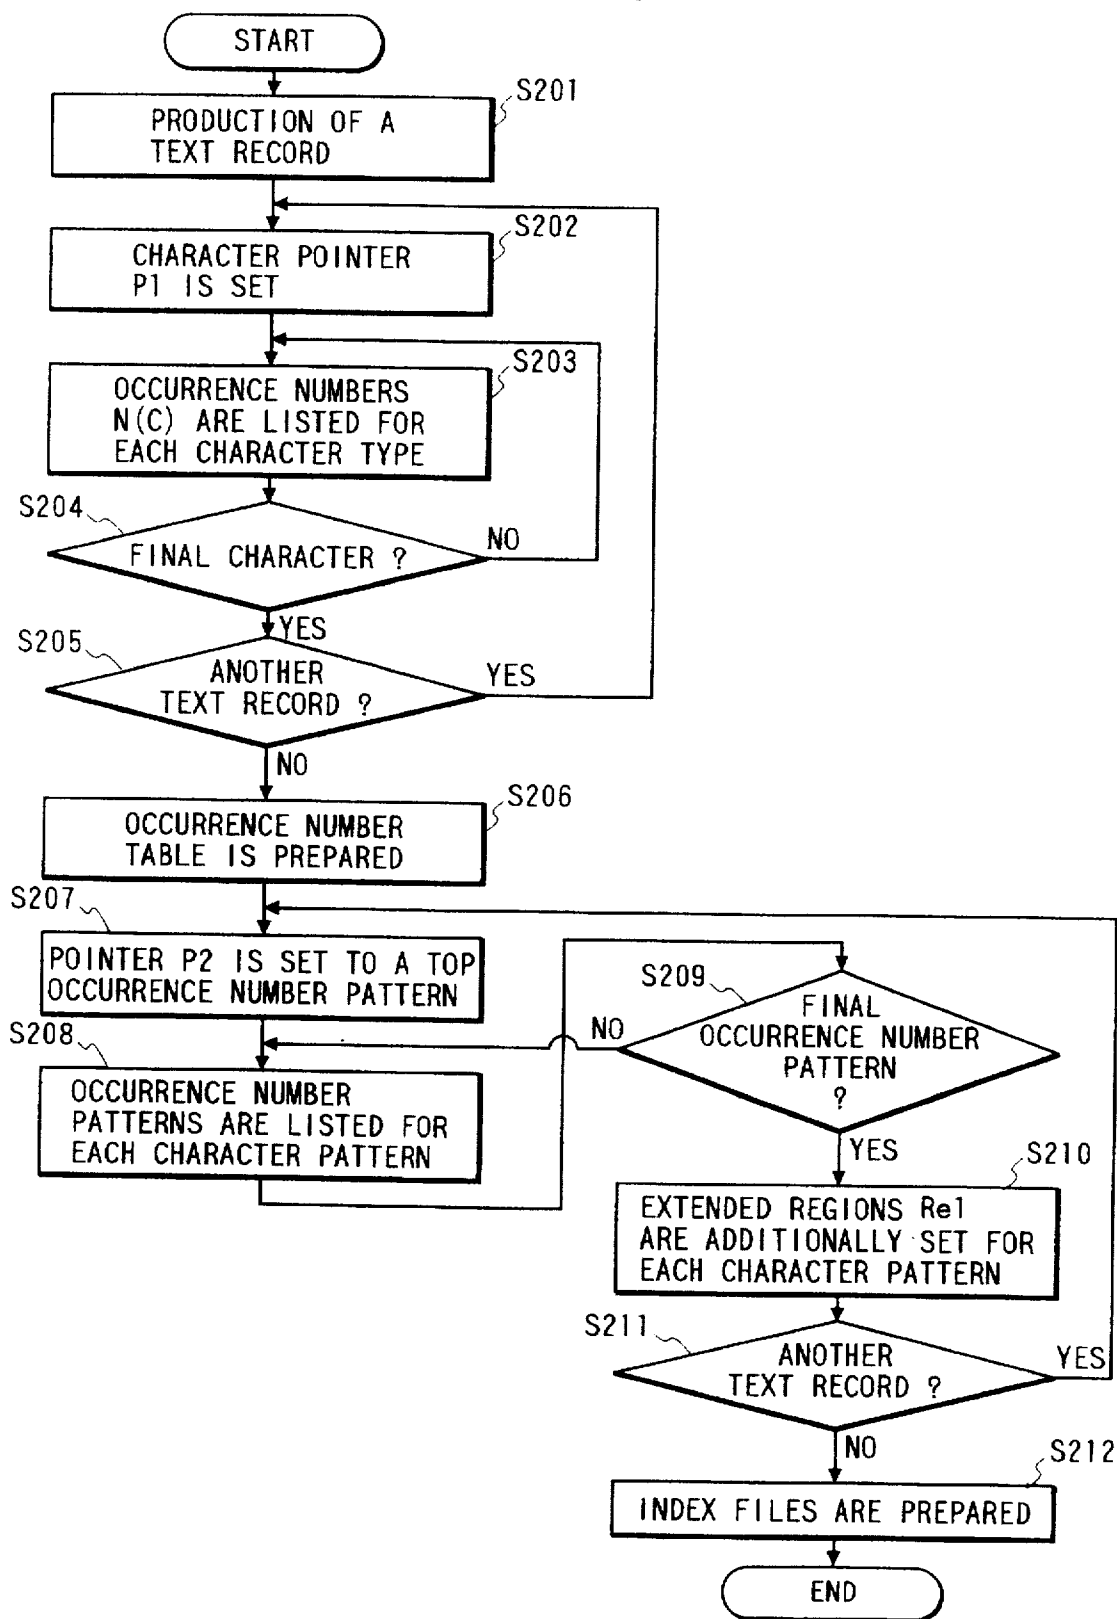 START
S201
PRODUCTION OF A
TEXT RECORD
S202
CHARACTER POINTER
P1 IS SET
S203
OCCURRENCE NUMBERS
N(C) ARE LISTED FOR
EACH CHARACTER TYPE
S204
FINAL CHARACTER ?
NO
YES
S205
ANOTHER
TEXT RECORD ?
YES
NO
S206
OCCURRENCE NUMBER
TABLE IS PREPARED
S207
POINTER P2 IS SET TO A TOP
OCCURRENCE NUMBER PATTERN
S208
OCCURRENCE NUMBER
PATTERNS ARE LISTED FOR
EACH CHARACTER PATTERN
S209
FINAL
OCCURRENCE NUMBER
PATTERN
?
NO
YES
S210
EXTENDED REGIONS Re1
ARE ADDITIONALLY SET FOR
EACH CHARACTER PATTERN
S211
ANOTHER
TEXT RECORD ?
YES
NO
S212
INDEX FILES ARE PREPARED
END